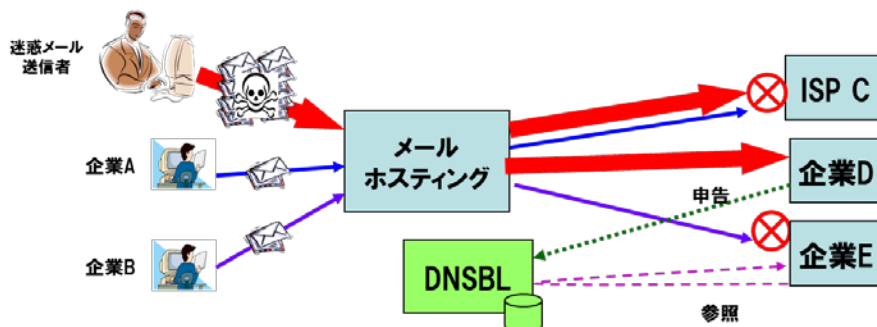 迷惑メール
送信者
企業A
企業B
メール
ホスティング
ISP C
企業D
申告
企業E
DNSBL
参照